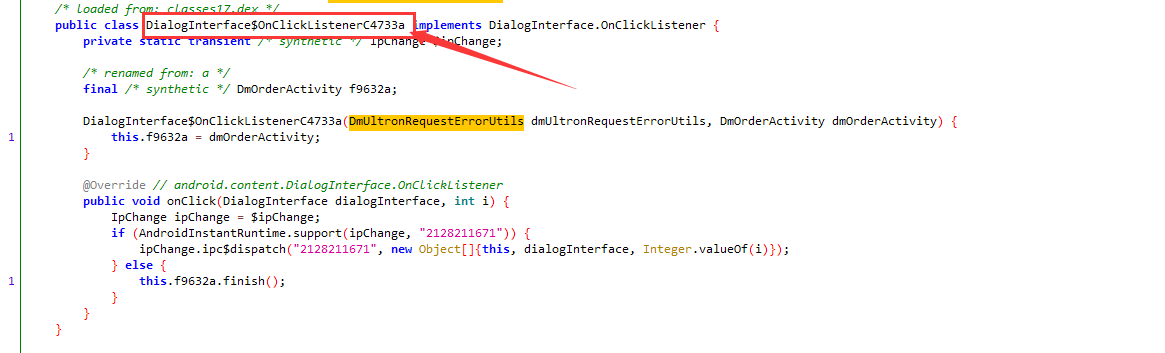 /* loaded from: classes17.dex */
public class DialogInterface$OnClickListenerC4733a implements DialogInterface.OnClickListener {
private static transient /* synthetic */ IpChange $ipChange;
/* renamed from: a */
final /* synthetic */ DmOrderActivity f9632a;
DialogInterface$OnClickListenerC4733a(DmUltronRequestErrorUtils dmUltronRequestErrorUtils, DmOrderActivity dmOrderActivity) {
1 this.f9632a = dmOrderActivity;
}
@Override // android.content.DialogInterface.OnClickListener
public void onClick(DialogInterface dialogInterface, int i) {
IpChange ipChange = $ipChange;
if (AndroidInstantRuntime.support(ipChange, "2128211671")) {
ipChange.ipc$dispatch("2128211671", new Object[]{this, dialogInterface, Integer.valueOf(i)});
} else {
1 this.f9632a.finish();
}
}
}